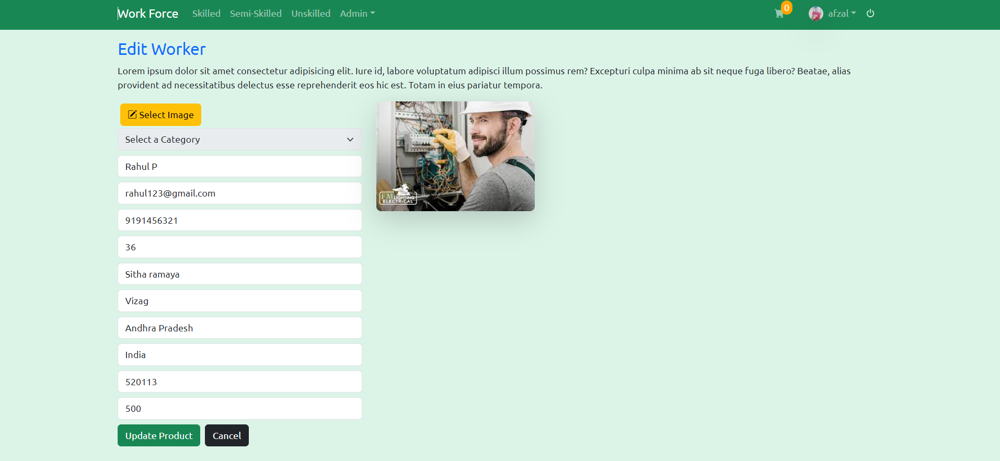 Work Force Skilled Semi-Skilled Unskilled Admin 0 afzal
Edit Worker
Lorem ipsum dolor sit amet consectetur adipisicing elit. Iure id, labore voluptatum adipisci illum possimus rem? Excepturi culpa minima ab sit neque fuga libero? Beatae, alias
provident ad necessitatibus delectus esse reprehenderit eos hic est. Totam in eius pariatur tempora.
Select Image
Select a Category
Rahul P
rahul123@gmail.com
9191456321
36
Sitha ramaya
Vizag
Andhra Pradesh
India
520113
500
Update Product Cancel
FM LIGHTING
ELECTRICAL